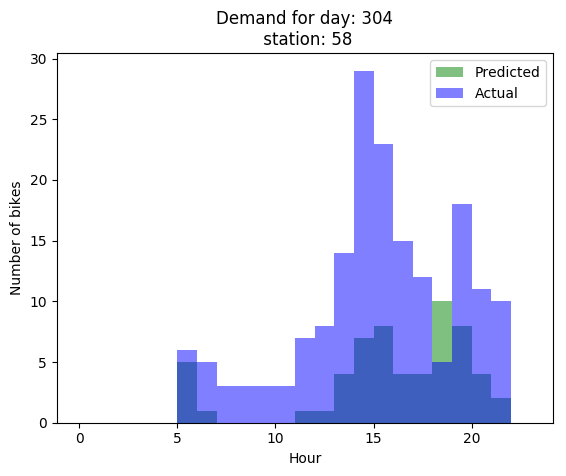 Demand for day: 304
station: 58
Predicted
Actual
Number of bikes
30
25
20
15
10
5
0
0 5 10 15 20
Hour